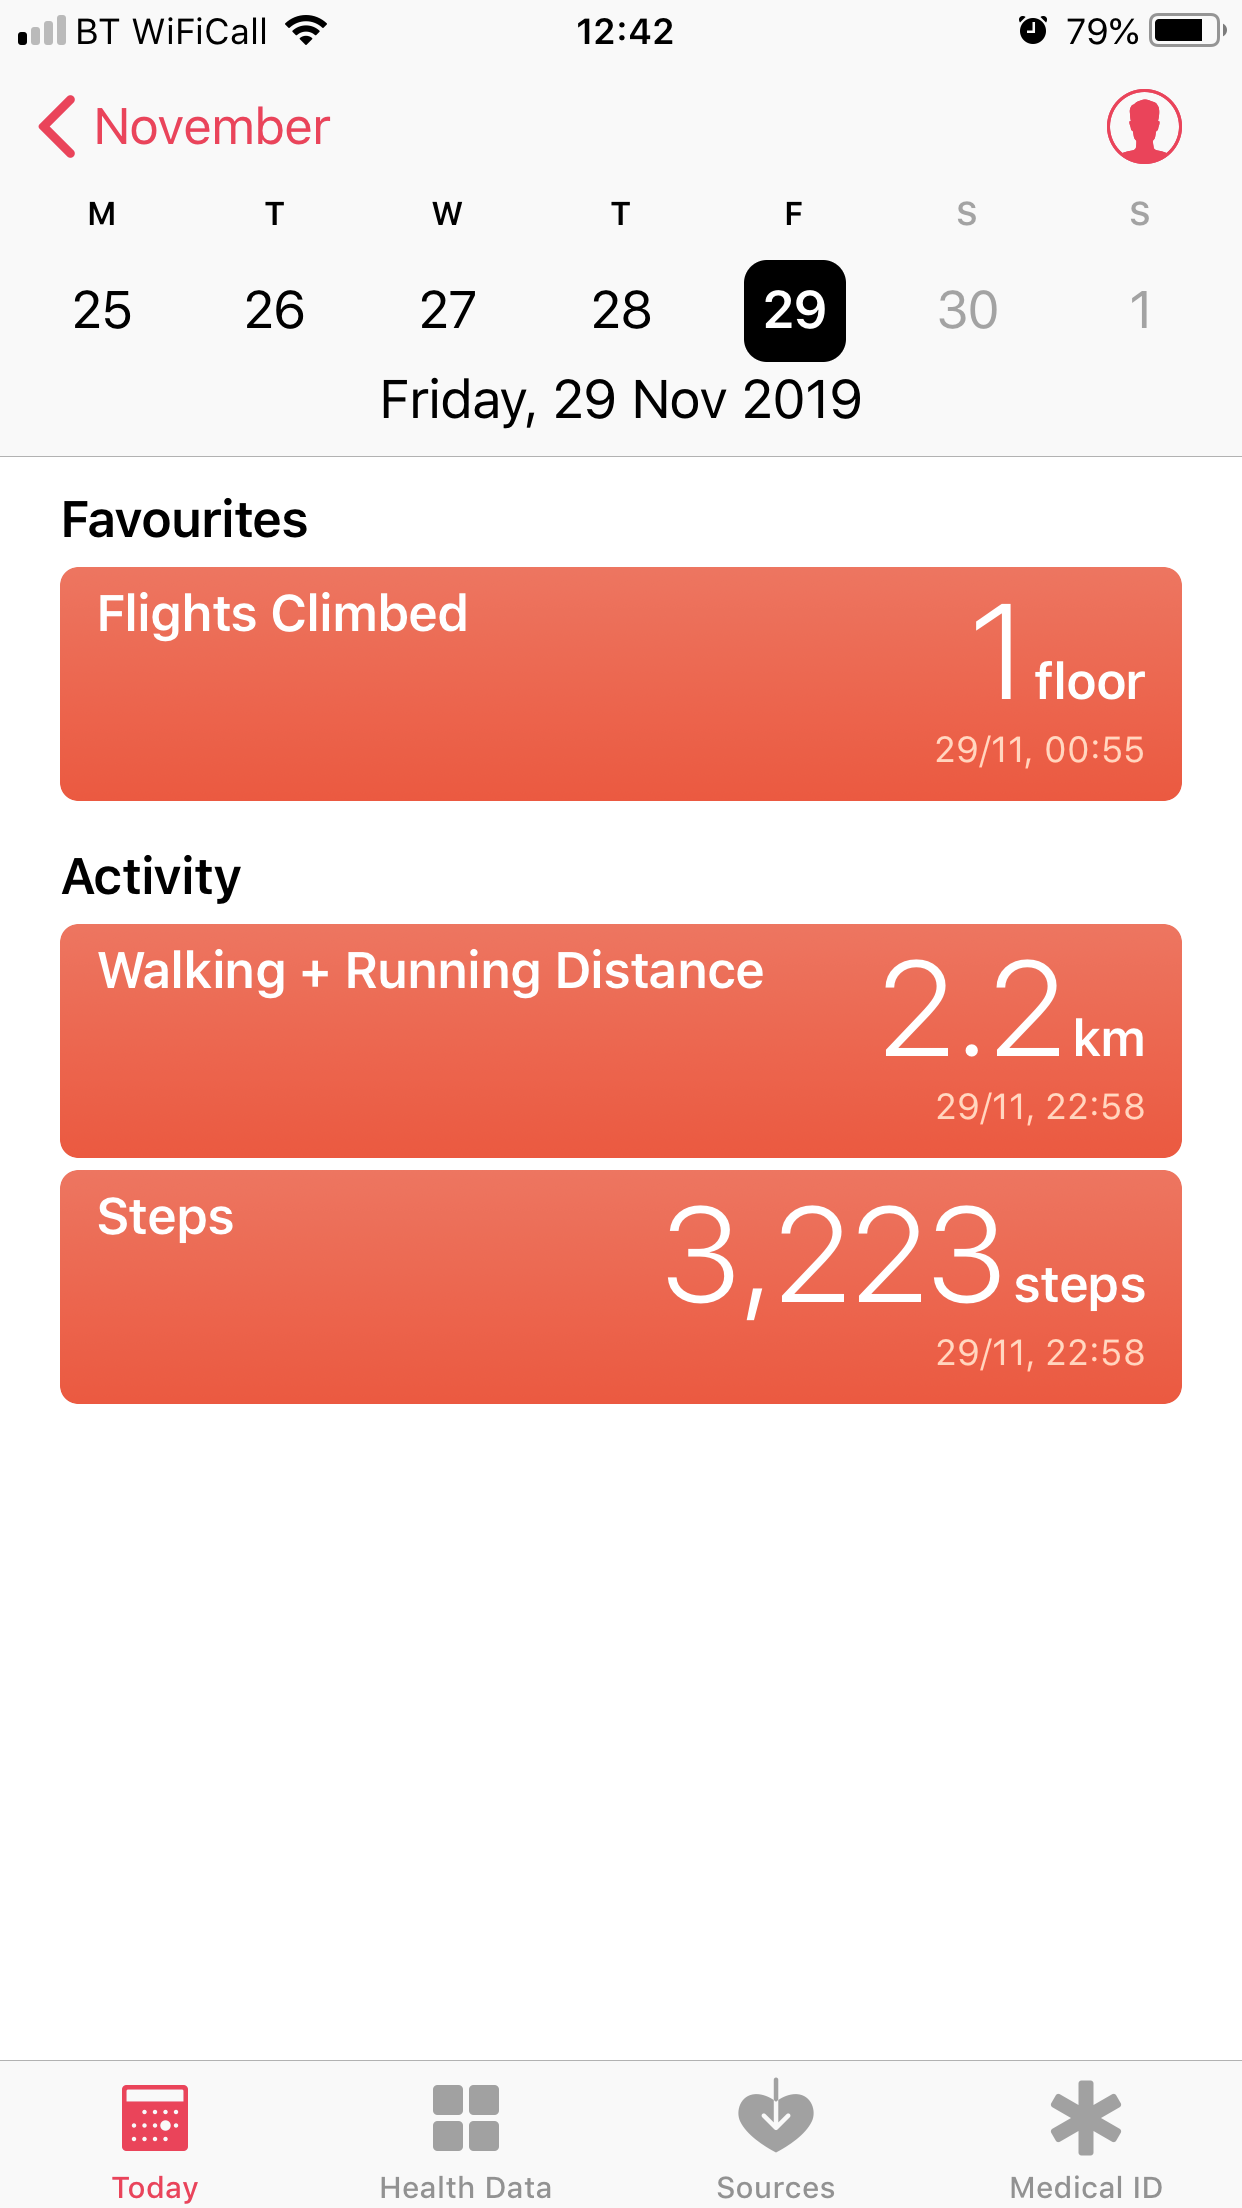 BT WiFiCall 12:42 79%
November
M T W T F S S
25 26 27 28 29 30 1
Friday, 29 Nov 2019
Favourites
Flights Climbed
1 floor
29/11, 00:55
Activity
Walking + Running Distance
2.2 km
29/11, 22:58
Steps
3,223 steps
29/11, 22:58
Today Health Data Sources Medical ID